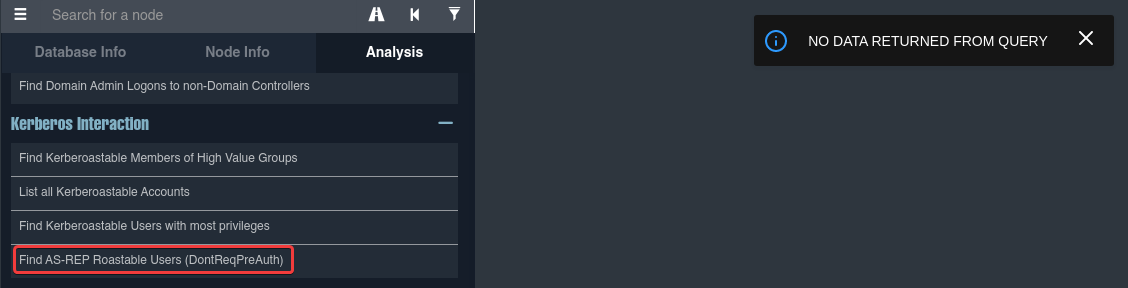 Search for a node
Database Info
Node Info
Analysis
Find Domain Admin Logons to non-Domain Controllers
Kerberos Interaction
Find Kerberoastable Members of High Value Groups
List all Kerberoastable Accounts
Find Kerberoastable Users with most privileges
Find AS-REP Roastable Users (DontReqPreAuth)
NO DATA RETURNED FROM QUERY